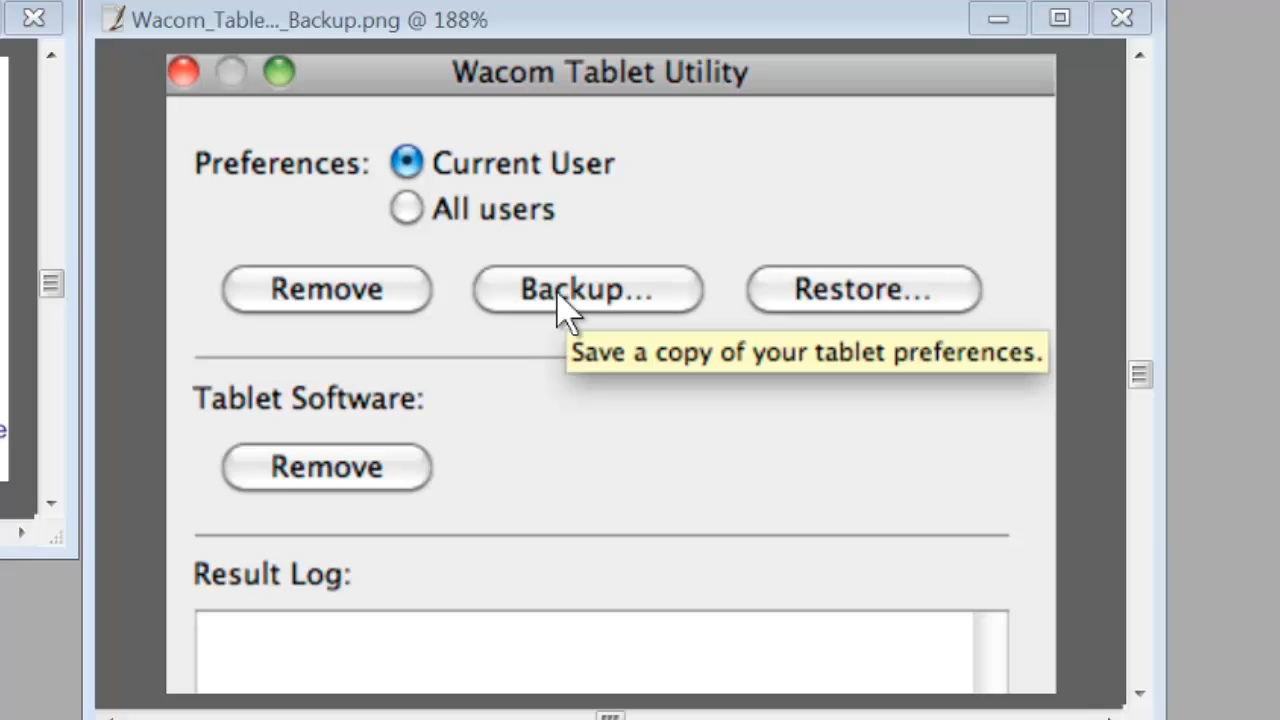 Wacom_Table..._Backup.png @ 188%
Wacom Tablet Utility
Preferences: Current User
All users
Remove Backup... Restore...
Save a copy of your tablet preferences.
Tablet Software:
e
Remove
Result Log: